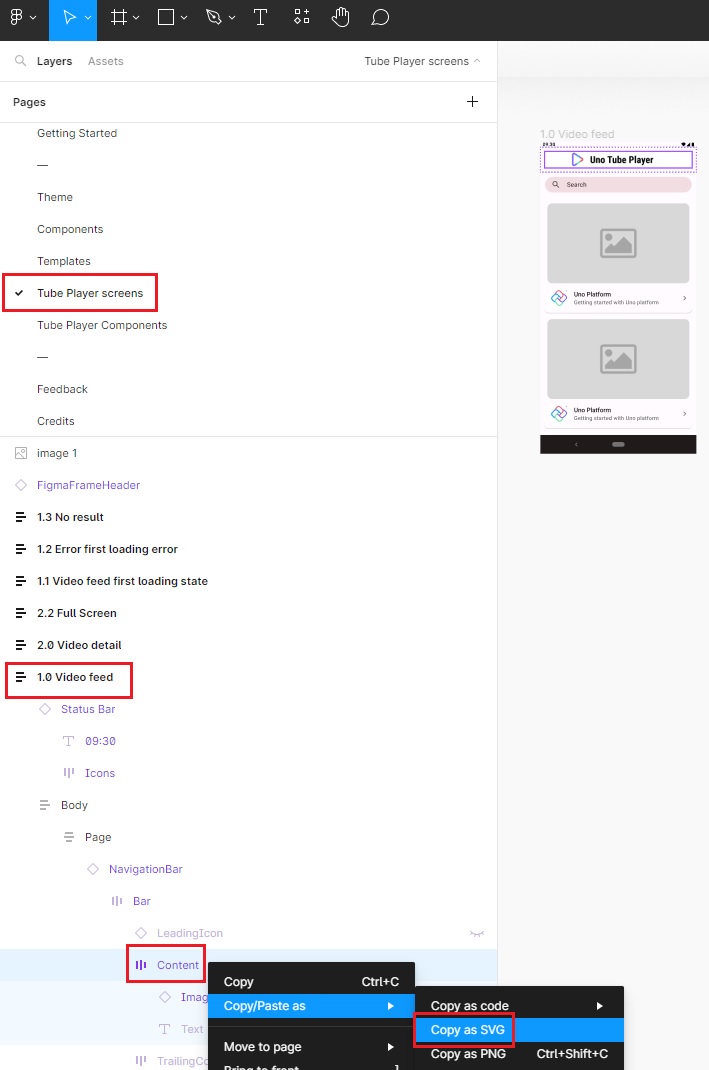 Layers
Assets
Tube Player screens
Pages
Getting Started
—
Theme
Components
Templates
Tube Player screens
Tube Player Components
—
Feedback
Credits
image 1
FigmaFrameHeader
1.3 No result
1.2 Error first loading error
1.1 Video feed first loading state
2.2 Full Screen
2.0 Video detail
1.0 Video feed
Status Bar
09:30
Icons
Body
Page
NavigationBar
Bar
LeadingIcon
Content
Imag
Text
TrailingCo
Copy Ctrl+C
Copy/Paste as
Move to page
Bring to front ]
Copy as code
Copy as SVG
Copy as PNG Ctrl+Shift+C
1.0 Video feed
09:30
Uno Tube Player
Search
Uno Platform
Getting started with Uno platform
Uno Platform
Getting started with Uno platform